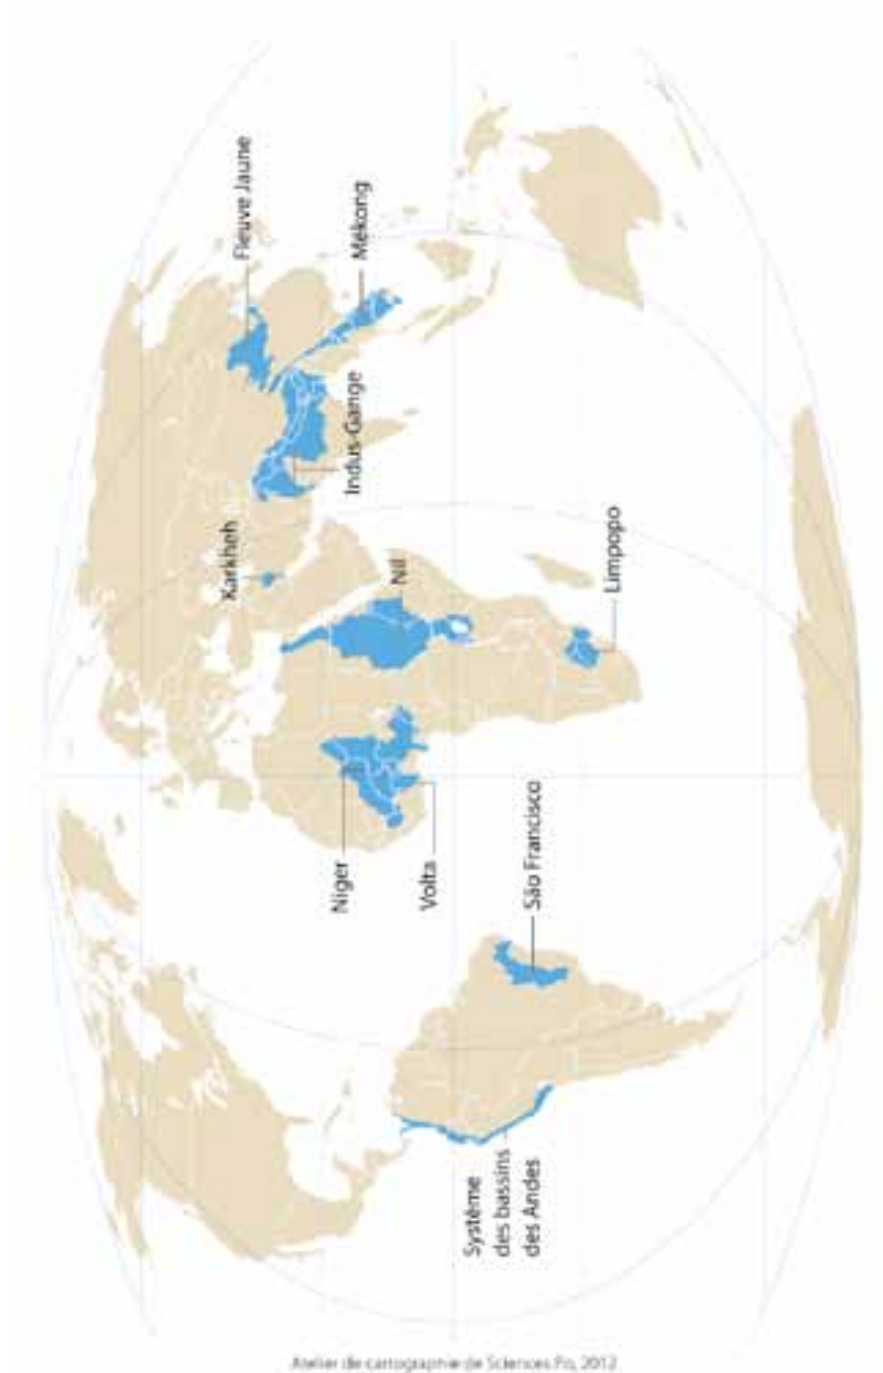 Fleuve Jaune
Mékong
Indus-Gange
Karkheh
Nil
Limpopo
Niger
Volta
São Francisco
Système
des bassins
des Andes
Atelier de cartographie de Sciences Po, 2012